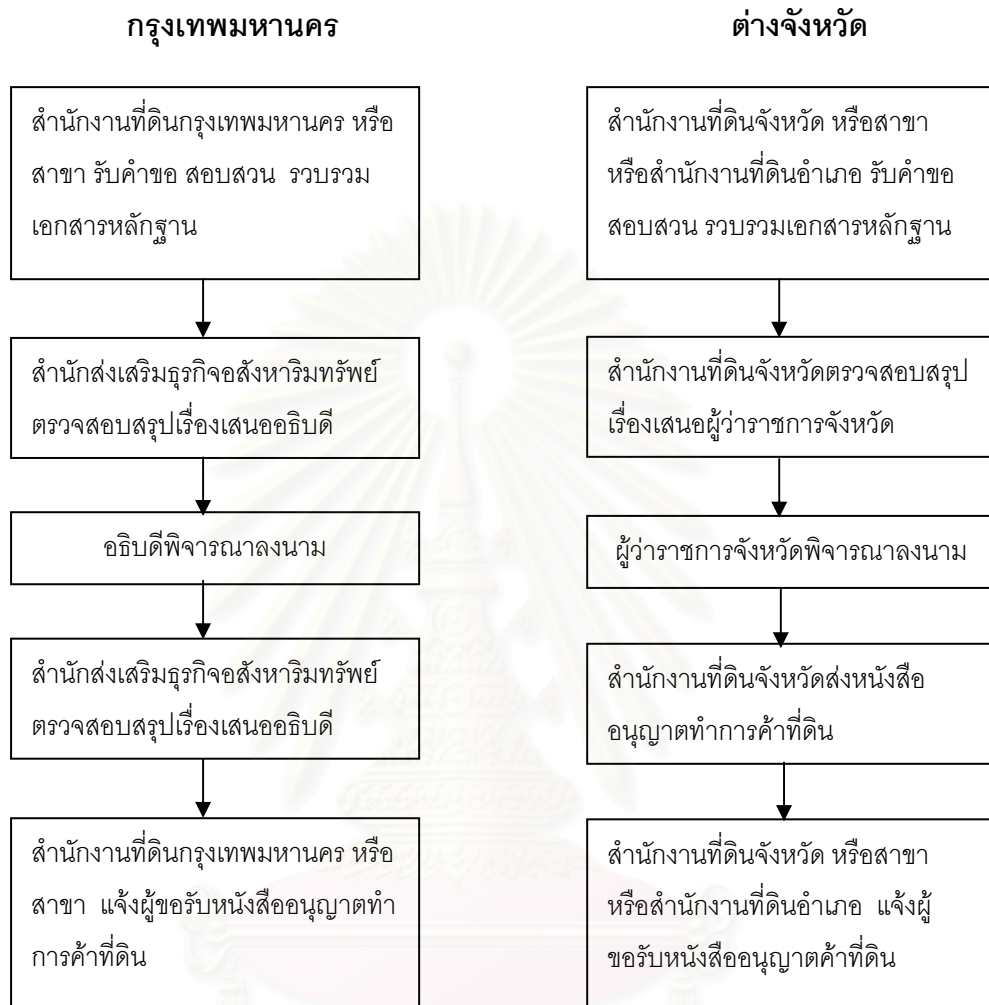 กรุงเทพมหานคร
สำนักงานที่ดินกรุงเทพมหานคร หรือ
สาขา รับคำขอ สอบสวน รวบรวม
เอกสารหลักฐาน
สำนักส่งเสริมธุรกิจอสังหาริมทรัพย์
ตรวจสอบสรุปเรื่องเสนออธิบดี
อธิบดีพิจารณาลงนาม
สำนักส่งเสริมธุรกิจอสังหาริมทรัพย์
ตรวจสอบสรุปเรื่องเสนออธิบดี
สำนักงานที่ดินกรุงเทพมหานคร หรือ
สาขา แจ้งผู้ขอรับหนังสืออนุญาตทำ
การค้าที่ดิน
ต่างจังหวัด
สำนักงานที่ดินจังหวัด หรือสาขา
หรือสำนักงานที่ดินอำเภอ รับคำขอ
สอบสวน รวบรวมเอกสารหลักฐาน
สำนักงานที่ดินจังหวัดตรวจสอบสรุป
เรื่องเสนอผู้ว่าราชการจังหวัด
ผู้ว่าราชการจังหวัดพิจารณาลงนาม
สำนักงานที่ดินจังหวัดส่งหนังสือ
อนุญาตทำการค้าที่ดิน
สำนักงานที่ดินจังหวัด หรือสาขา
หรือสำนักงานที่ดินอำเภอ แจ้งผู้
ขอรับหนังสืออนุญาตค้าที่ดิน